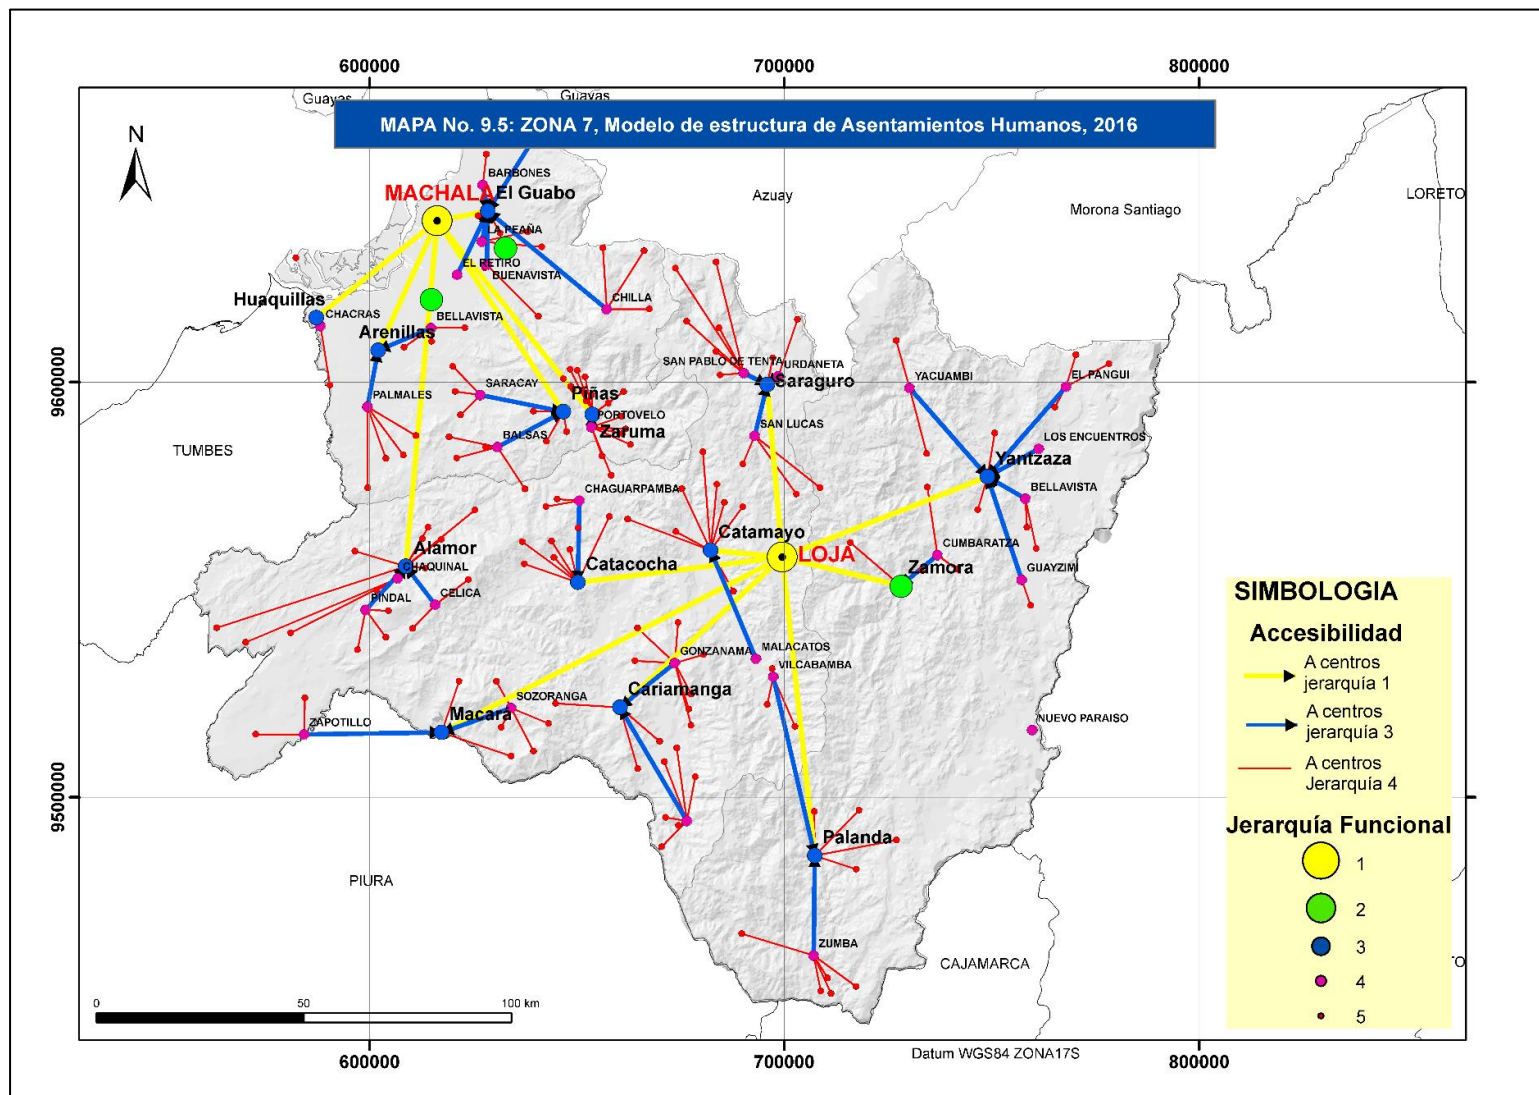 600000
700000
800000
Guayas
Guayas
MAPA No. 9.5: ZONA 7, Modelo de estructura de Asentamientos Humanos, 2016
N
BARBONES
MACHALA
El Guabo
Azuay
LORETO
Morona Santiago
LA PEAÑA
EL RETIRO
BUENAVISTA
Huaquillas
CHACRAS
BELLAVISTA
CHILLA
Arenillas
SAN PABLO DE TENTA
URDANETA
Saraguro
YACUAMBI
EL PANGUI
9600000
SARACAY
Piñas
PALMALES
PORTOVELO
Zaruma
SAN LUCAS
TUMBES
BALSAS
LOS ENCUENTROS
Yantzaza
CHAGUARPAMBA
BELLAVISTA
Catamayo
Alamor
LOJA
CUMBARATZA
CHAQUINAL
Catacocha
Zamora
GUAYZIMI
PINDAL
CELICA
GONZANAMA
MALACATOS
VILCABAMBA
Cariamanga
SOZORANGA
Macará
ZAPOTILLO
NUEVO PARAISO
9500000
Palanda
PIURA
ZUMBA
CAJAMARCA
TO
SIMBOLOGIA
Accesibilidad
A centros
jerarquía 1
A centros
jerarquía 3
A centros
Jerarquía 4
Jerarquía Funcional
1
2
3
4
5
0
50
100 km
600000
700000
Datum WGS84 ZONA17S
800000